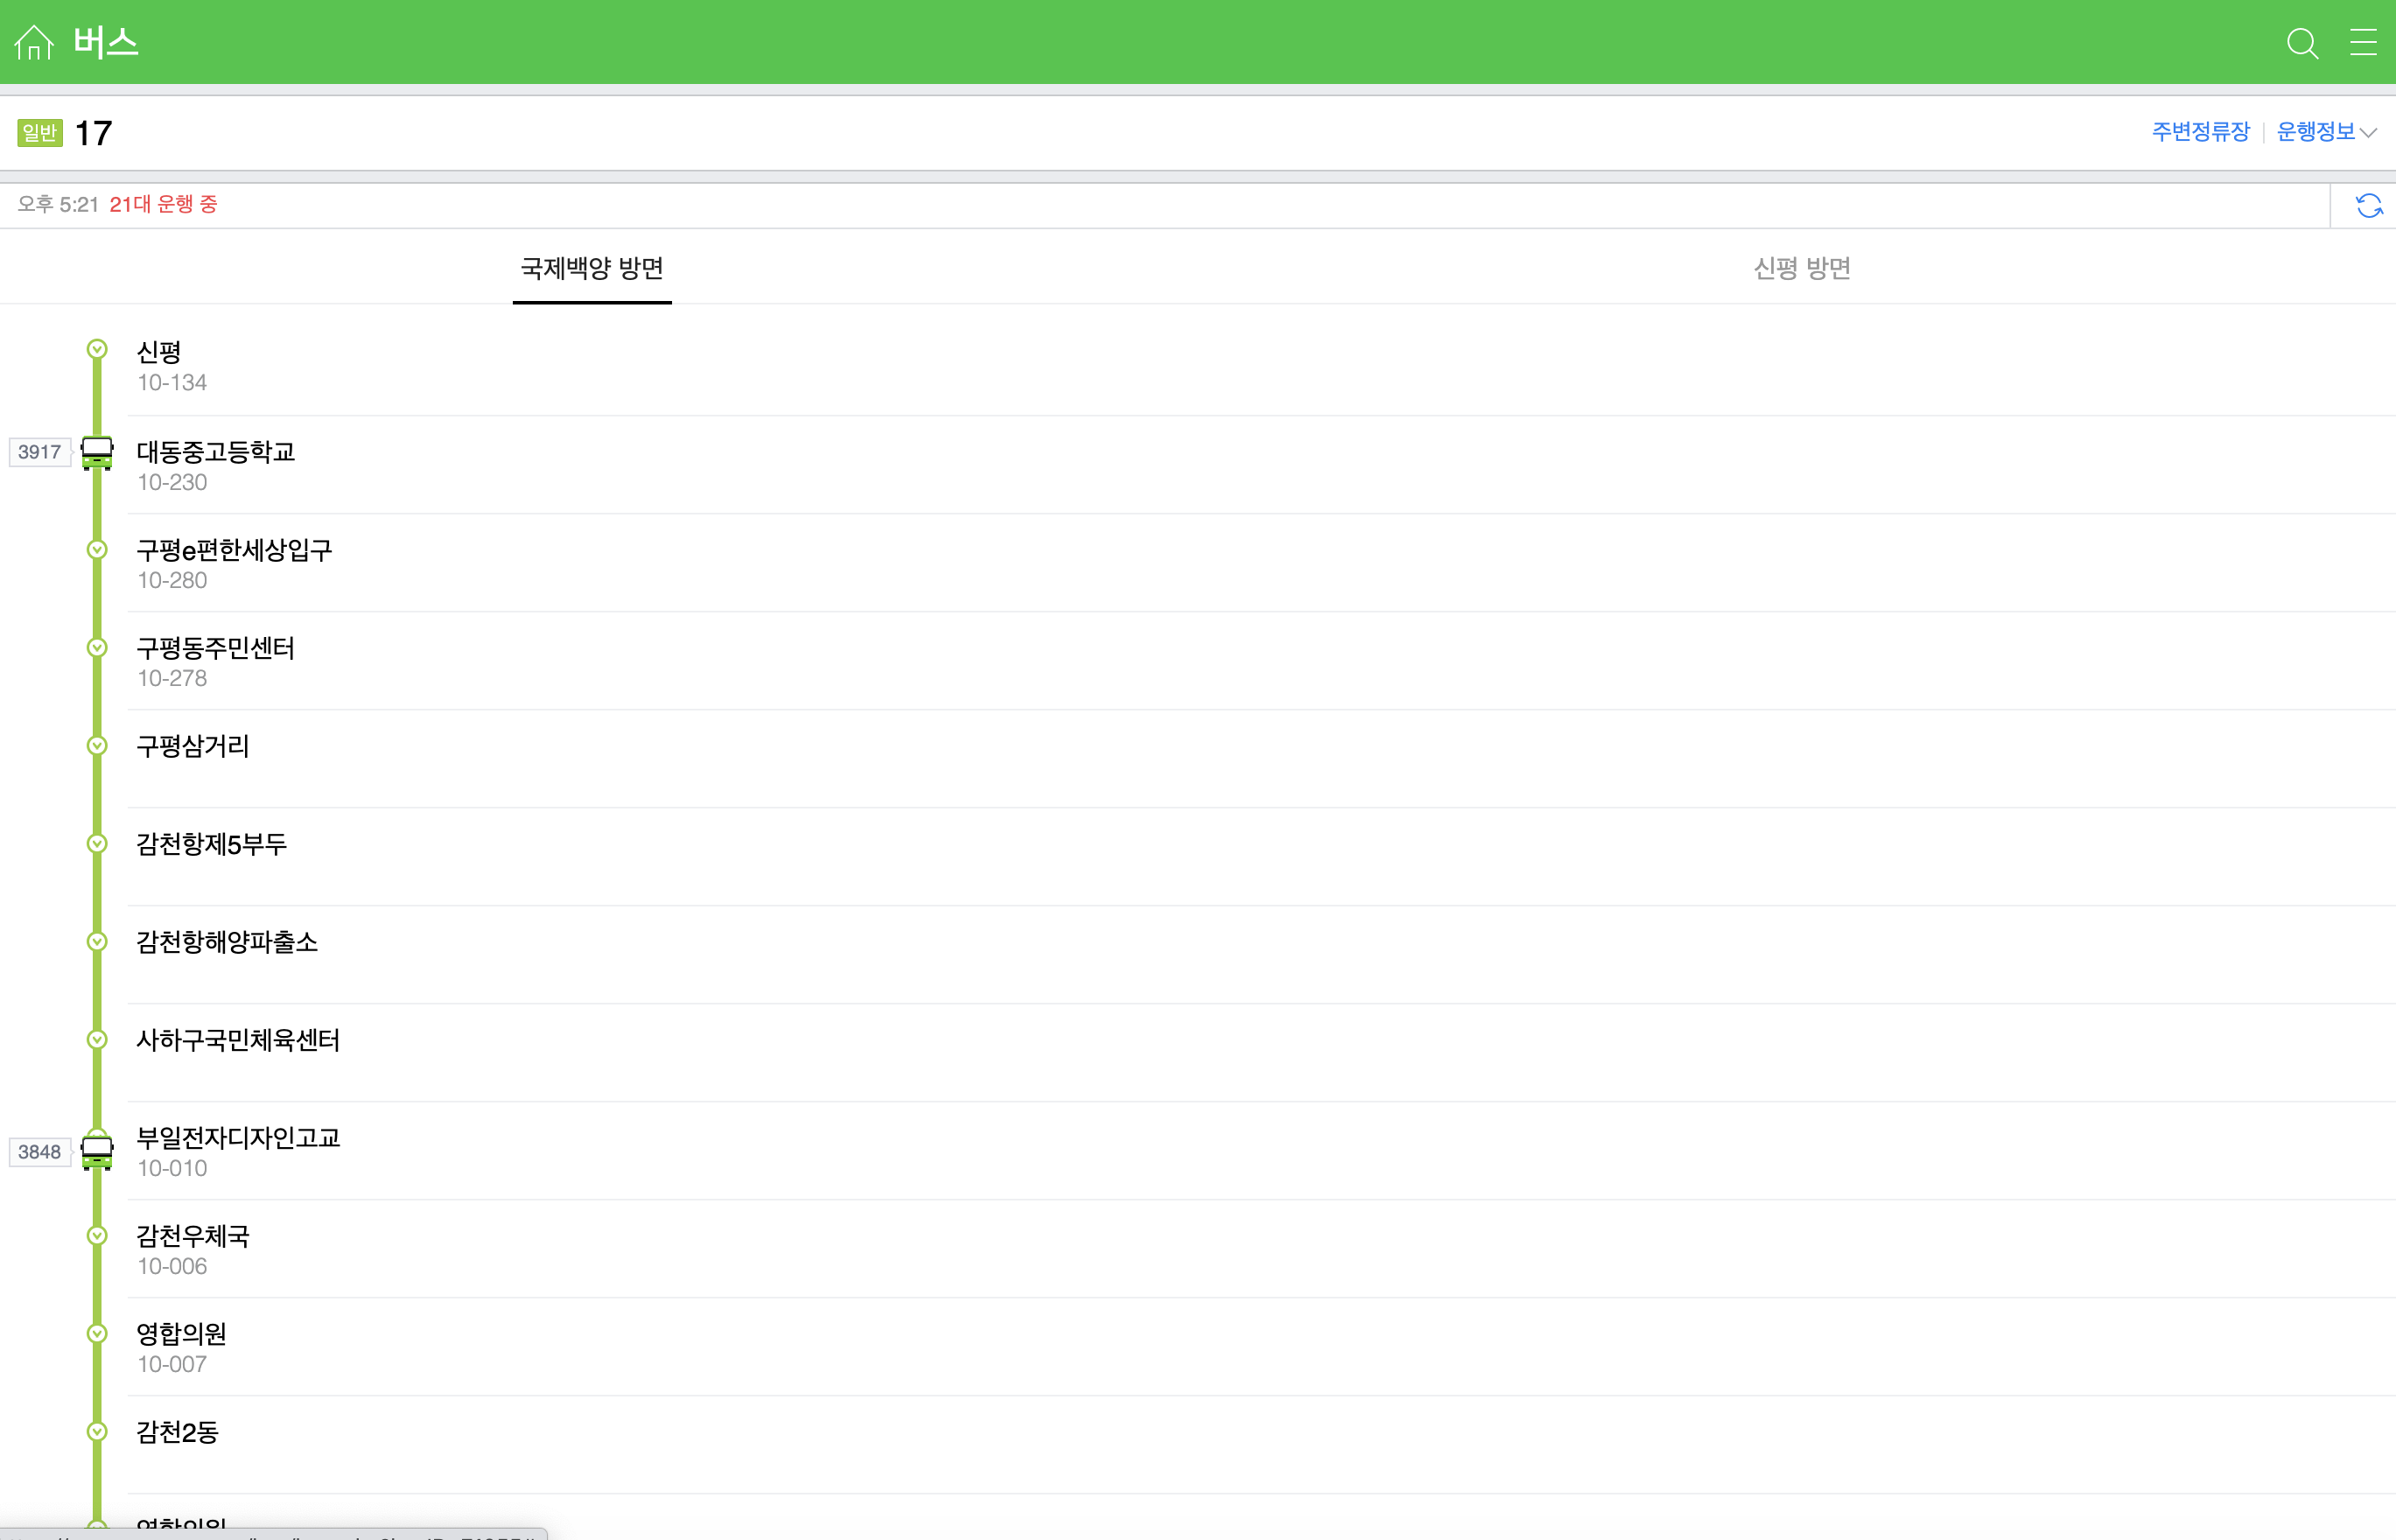 버스
일반 17
주변정류장 운행정보
오후 5:21 21대 운행 중
국제백양 방면
신평 방면
신평
10-134
3917
대동중고등학교
10-230
구평e편한세상입구
10-280
구평동주민센터
10-278
구평삼거리
감천항제5부두
감천항해양파출소
사하구국민체육센터
3848
부일전자디자인고교
10-010
감천우체국
10-006
영합의원
10-007
감천2동